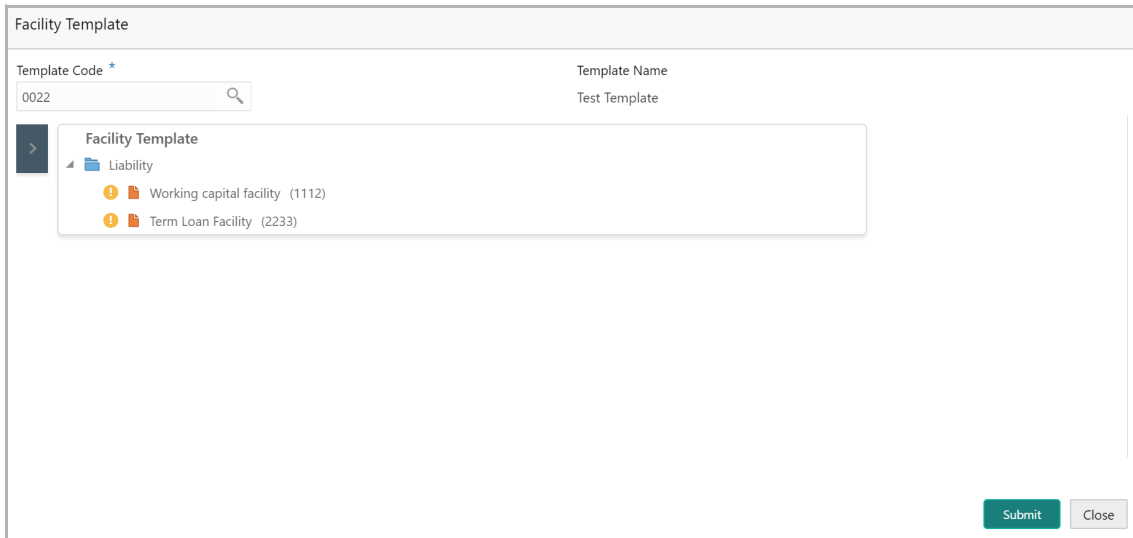 Facility Template
Template Code *
Template Name
0022
Test Template
Facility Template
Liability
Working capital facility (1112)
Term Loan Facility (2233)
Submit
Close